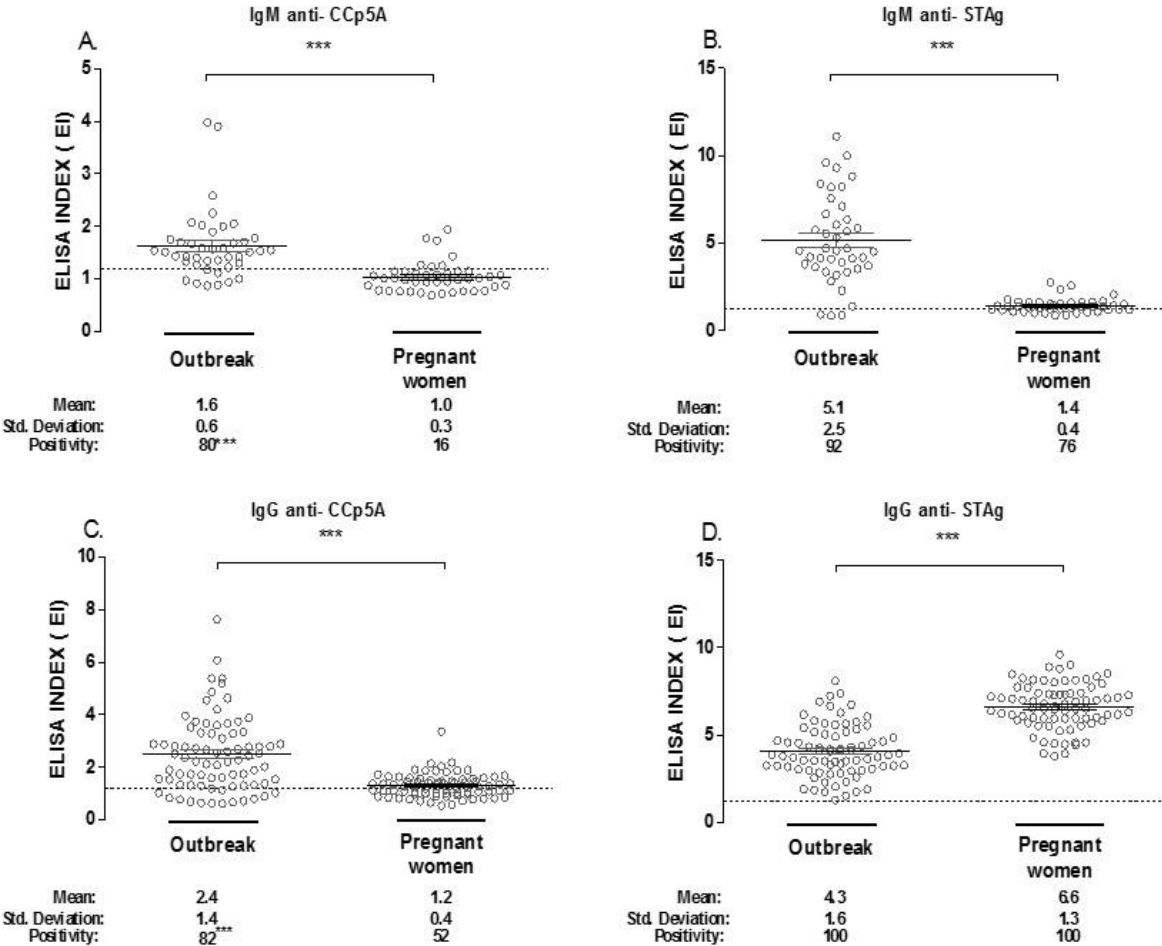 IgM anti- CCp5A
A.
***
ELISA INDEX ( EI)
5
4
3
2
1
0
Outbreak
Pregnant
women
Mean: 1.6 1.0
Std. Deviation: 0.6 0.3
Positivity: 80*** 16
IgM anti- STAg
B.
***
ELISA INDEX ( EI)
15
10
5
0
Outbreak
Pregnant
women
Mean: 5.1 1.4
Std. Deviation: 2.5 0.4
Positivity: 92 76
IgG anti- CCp5A
C.
***
ELISA INDEX ( EI)
10
8
6
4
2
0
Outbreak
Pregnant
women
Mean: 2.4 1.2
Std. Deviation: 1.4 0.4
Positivity: 82*** 52
IgG anti- STAg
D.
***
ELISA INDEX ( EI)
15
10
5
0
Outbreak
Pregnant
women
Mean: 4.3 6.6
Std. Deviation: 1.6 1.3
Positivity: 100 100